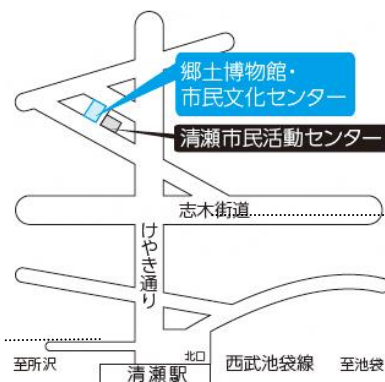 郷土博物館・
市民文化センター
清瀬市民活動センター
志木街道
けやき通り
北口
至所沢
清瀬駅
西武池袋線
至池袋